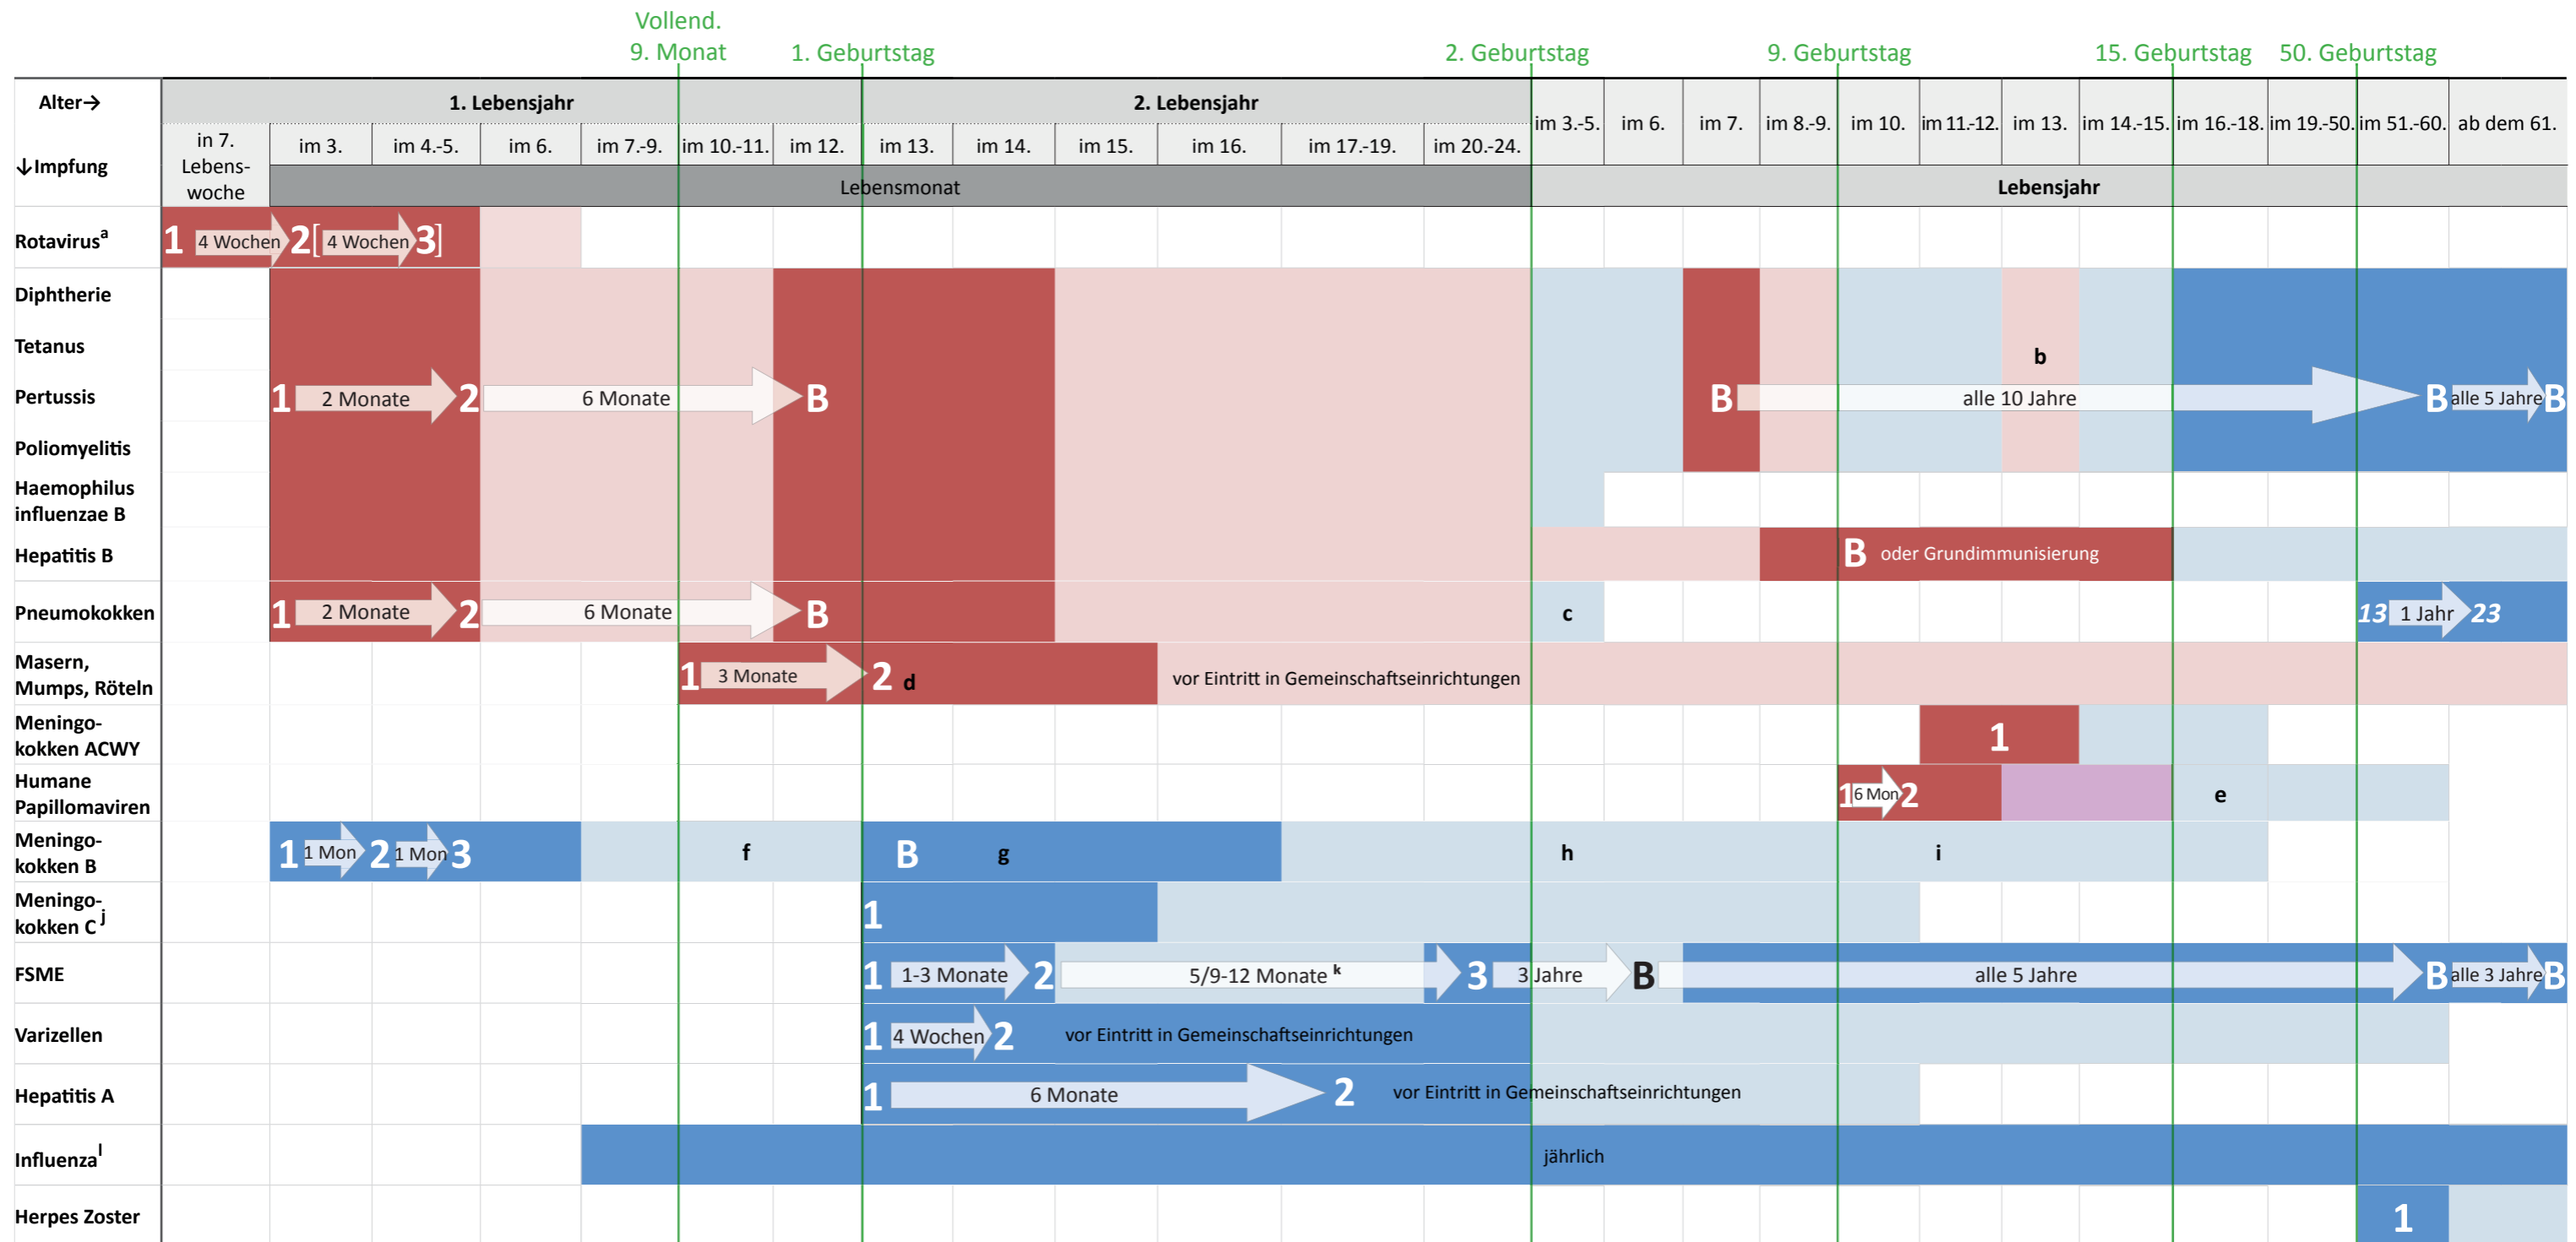 Vollend.
9. Monat
1. Geburtstag
2. Geburtstag
9. Geburtstag
15. Geburtstag
50. Geburtstag
Alter→
↓Impfung
1. Lebensjahr
2. Lebensjahr
in 7.
Lebens-
woche
im 3.
im 4.-5.
im 6.
im 7.-9.
im 10.-11.
im 12.
im 13.
im 14.
im 15.
im 16.
im 17.-19.
im 20.-24.
im 3.-5.
im 6.
im 7.
im 8.-9.
im 10.
im 11.-12.
im 13.
im 14.-15.
im 16.-18.
im 19.-50.
im 51.-60.
ab dem 61.
Lebensmonat
Lebensjahr
Rotavirusᵃ
1 4 Wochen 2[ 4 Wochen 3]
Diphtherie
Tetanus
b
Pertussis
1 2 Monate 2 6 Monate B B alle 10 Jahre B alle 5 Jahre B
Poliomyelitis
Haemophilus
influenzae B
Hepatitis B
B oder Grundimmunisierung
Pneumokokken
1 2 Monate 2 6 Monate B c 13 1 Jahr 23
Masern,
Mumps, Röteln
1 3 Monate 2 d vor Eintritt in Gemeinschaftseinrichtungen
Meningo-
kokken ACWY
1
Humane
Papillomaviren
1 6 Mon 2 e
Meningo-
kokken B
1 1 Mon 2 1 Mon 3 f B g h i
Meningo-
kokken C ʲ
1
FSME
1 1-3 Monate 2 5/9-12 Monate ᵏ 3 3 Jahre B alle 5 Jahre B alle 3 Jahre B
Varizellen
1 4 Wochen 2 vor Eintritt in Gemeinschaftseinrichtungen
Hepatitis A
1 6 Monate 2 vor Eintritt in Gemeinschaftseinrichtungen
Influenzaˡ
jährlich
Herpes Zoster
1